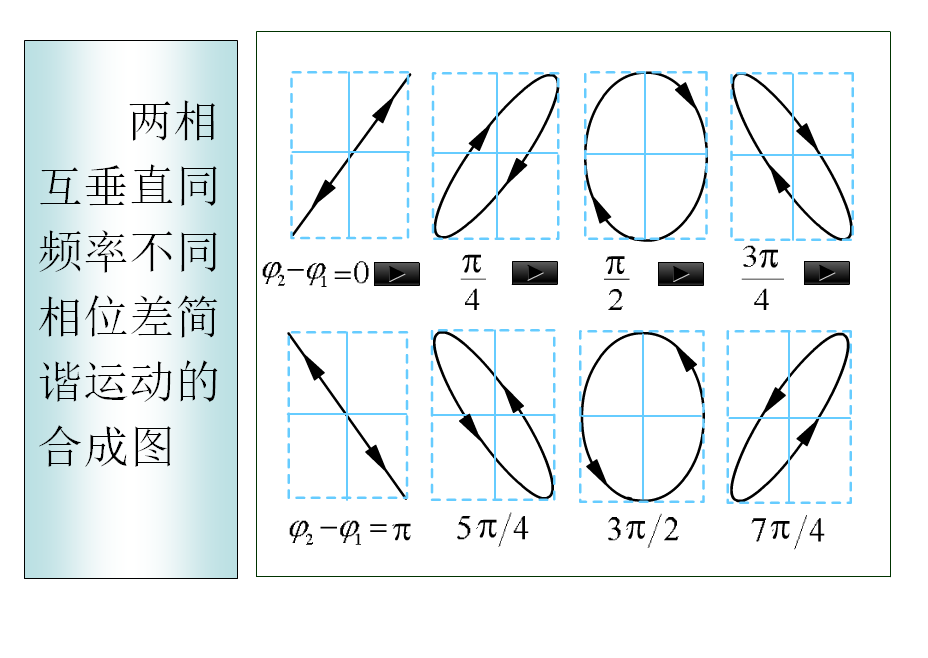 两相
互垂直同
频率不同
相位差简
谐运动的
合成图
φ₂−φ₁=0 π/4 π/2 3π/4
φ₂−φ₁=π 5π/4 3π/2 7π/4